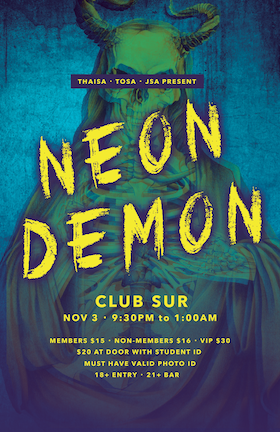 THAISA • TOSA • JSA PRESENT
NEON
DEMON
CLUB SUR
NOV 3 • 9:30PM to 1:00AM
MEMBERS $15 • NON-MEMBERS $16 • VIP $30
$20 AT DOOR WITH STUDENT ID
MUST HAVE VALID PHOTO ID
18+ ENTRY • 21+ BAR